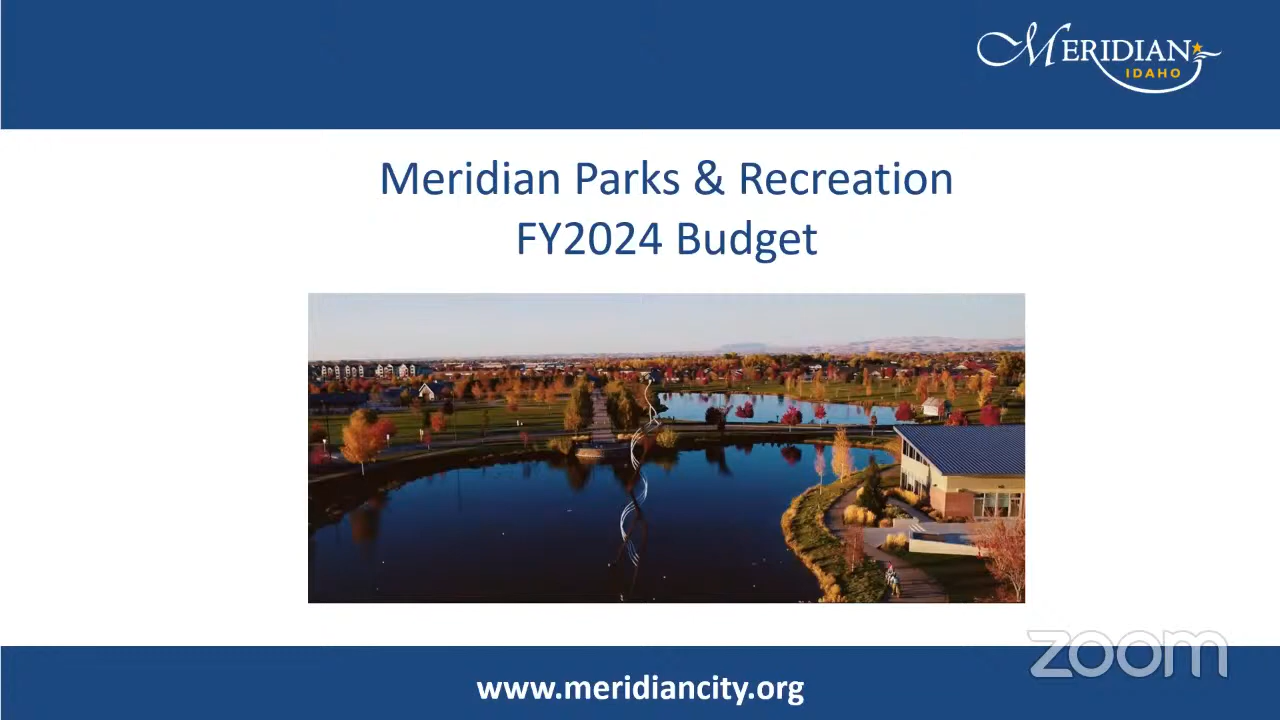 MERIDIAN
IDAHO
Meridian Parks & Recreation
FY2024 Budget
zoom
www.meridiancity.org